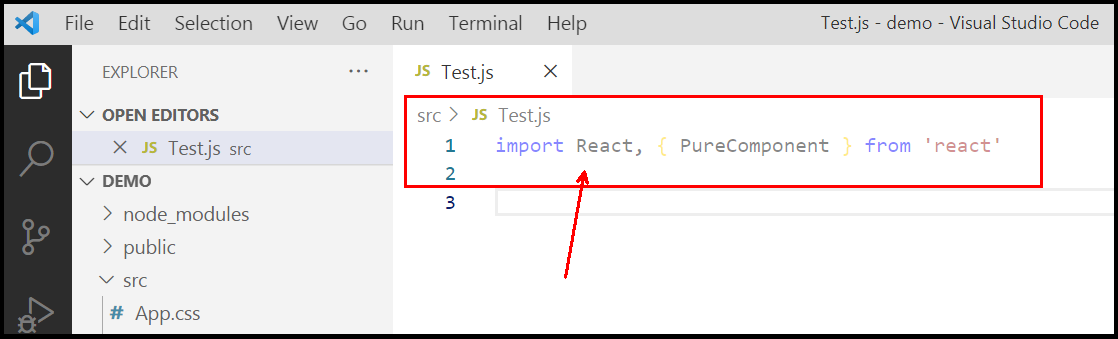 File Edit Selection View Go Run Terminal Help Test.js - demo - Visual Studio Code
EXPLORER ···
OPEN EDITORS
JS Test.js src
DEMO
node_modules
public
src
# App.css
JS Test.js
src > JS Test.js
1 import React, { PureComponent } from 'react'
2
3